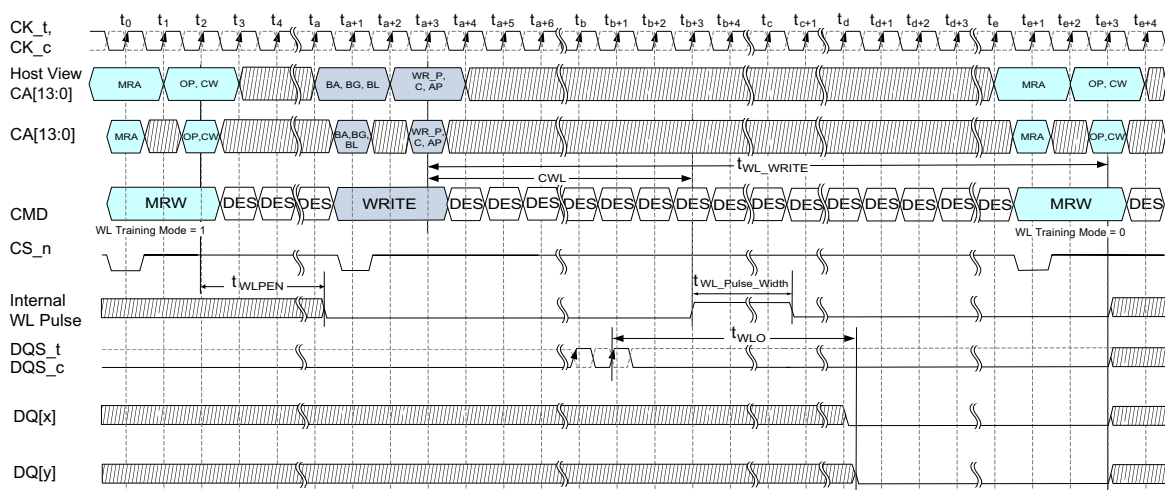 t0 t1 t2 t3 t4 ta ta+1 ta+2 ta+3 ta+4 ta+5 ta+6 tb tb+1 tb+2 tb+3 tb+4 tc tc+1 td td+1 td+2 td+3 te te+1 te+2 te+3 te+4
CK_t,
CK_c
Host View
CA[13:0]
MRA OP, CW BA, BG, BL WR_P, C, AP MRA OP, CW
CA[13:0] MRA OP,CW BA,BG, BL WR_P, C, AP MRA OP,CW
tWL_WRITE
CWL
CMD MRW DES DES DES WRITE DES DES DES DES DES DES DES DES DES DES DES DES DES DES DES MRW DES
WL Training Mode = 1 WL Training Mode = 0
CS_n
tWLPEN tWL_Pulse_Width
Internal
WL Pulse
tWLO
DQS_t
DQS_c
DQ[x]
DQ[y]